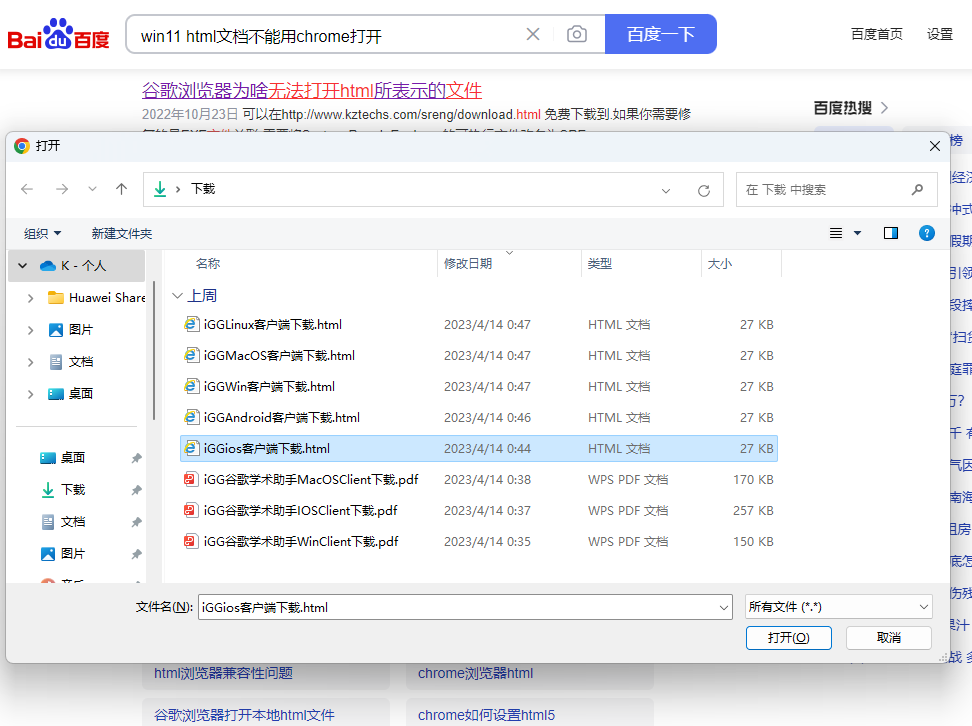 Bai du 百度
win11 html文档不能用chrome打开
百度一下
百度首页 设置
谷歌浏览器为啥无法打开html所表示的文件
2022年10月23日 可以在http://www.kztechs.com/sreng/download.html 免费下载到.如果你需要修
百度热搜
打开
下载
在 下载 中搜索
组织 新建文件夹
K - 个人
Huawei Share
图片
文档
桌面
桌面
下载
文档
图片
音乐
名称 修改日期 类型 大小
上周
iGGLinux客户端下载.html 2023/4/14 0:47 HTML 文档 27 KB
iGGMacOS客户端下载.html 2023/4/14 0:47 HTML 文档 27 KB
iGGWin客户端下载.html 2023/4/14 0:47 HTML 文档 27 KB
iGGAndroid客户端下载.html 2023/4/14 0:46 HTML 文档 27 KB
iGGios客户端下载.html 2023/4/14 0:44 HTML 文档 27 KB
iGG谷歌学术助手MacOSClient下载.pdf 2023/4/14 0:38 WPS PDF 文档 170 KB
iGG谷歌学术助手IOSClient下载.pdf 2023/4/14 0:37 WPS PDF 文档 257 KB
iGG谷歌学术助手WinClient下载.pdf 2023/4/14 0:35 WPS PDF 文档 150 KB
文件名(N): iGGios客户端下载.html 所有文件 (*.*)
打开(O) 取消
html浏览器兼容性问题 chrome浏览器html
谷歌浏览器打开本地html文件 chrome如何设置html5